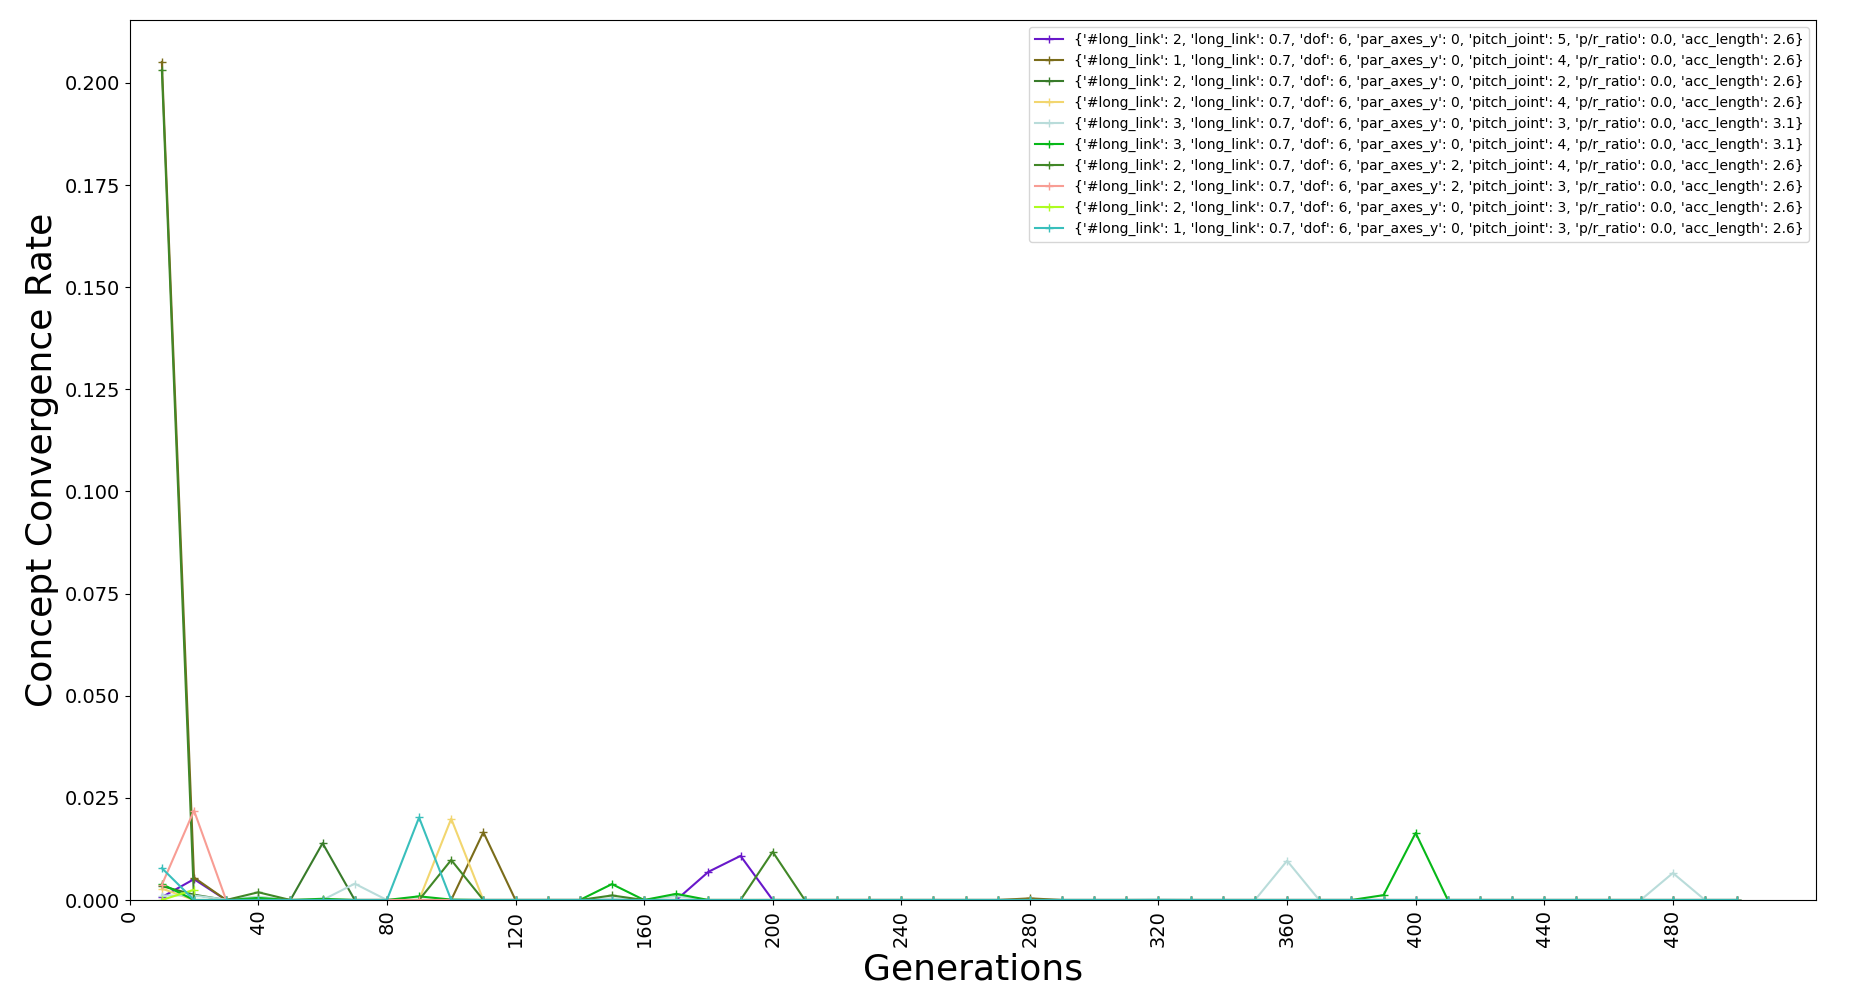 {'#long_link': 2, 'long_link': 0.7, 'dof': 6, 'par_axes_y': 0, 'pitch_joint': 5, 'p/r_ratio': 0.0, 'acc_length': 2.6}
{'#long_link': 1, 'long_link': 0.7, 'dof': 6, 'par_axes_y': 0, 'pitch_joint': 4, 'p/r_ratio': 0.0, 'acc_length': 2.6}
{'#long_link': 2, 'long_link': 0.7, 'dof': 6, 'par_axes_y': 0, 'pitch_joint': 2, 'p/r_ratio': 0.0, 'acc_length': 2.6}
{'#long_link': 2, 'long_link': 0.7, 'dof': 6, 'par_axes_y': 0, 'pitch_joint': 4, 'p/r_ratio': 0.0, 'acc_length': 2.6}
{'#long_link': 3, 'long_link': 0.7, 'dof': 6, 'par_axes_y': 0, 'pitch_joint': 3, 'p/r_ratio': 0.0, 'acc_length': 3.1}
{'#long_link': 3, 'long_link': 0.7, 'dof': 6, 'par_axes_y': 0, 'pitch_joint': 4, 'p/r_ratio': 0.0, 'acc_length': 3.1}
{'#long_link': 2, 'long_link': 0.7, 'dof': 6, 'par_axes_y': 2, 'pitch_joint': 4, 'p/r_ratio': 0.0, 'acc_length': 2.6}
{'#long_link': 2, 'long_link': 0.7, 'dof': 6, 'par_axes_y': 2, 'pitch_joint': 3, 'p/r_ratio': 0.0, 'acc_length': 2.6}
{'#long_link': 2, 'long_link': 0.7, 'dof': 6, 'par_axes_y': 0, 'pitch_joint': 3, 'p/r_ratio': 0.0, 'acc_length': 2.6}
{'#long_link': 1, 'long_link': 0.7, 'dof': 6, 'par_axes_y': 0, 'pitch_joint': 3, 'p/r_ratio': 0.0, 'acc_length': 2.6}
Concept Convergence Rate
0.200
0.175
0.150
0.125
0.100
0.075
0.050
0.025
0.000
0 40 80 120 160 200 240 280 320 360 400 440 480
Generations